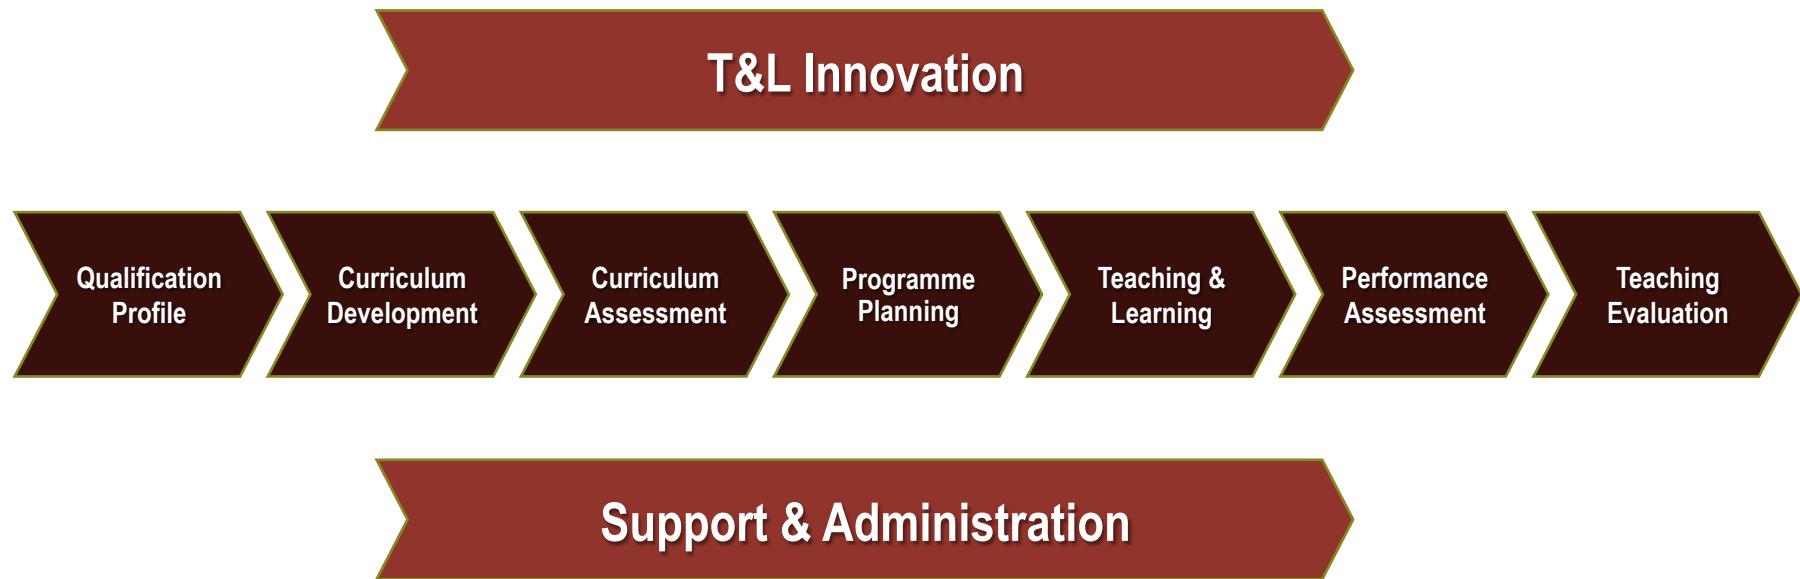 T&L Innovation
Qualification
Profile
Curriculum
Development
Curriculum
Assessment
Programme
Planning
Teaching &
Learning
Performance
Assessment
Teaching
Evaluation
Support & Administration